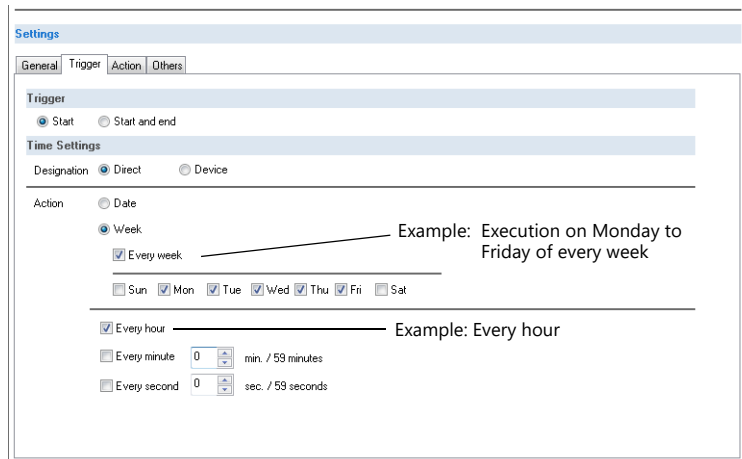 Settings
General Trigger Action Others
Trigger
Start Start and end
Time Settings
Designation Direct Device
Action Date
Week
Example: Execution on Monday to
Friday of every week
Every week
Sun Mon Tue Wed Thu Fri Sat
Every hour
Example: Every hour
Every minute 0 min. / 59 minutes
Every second 0 sec. / 59 seconds